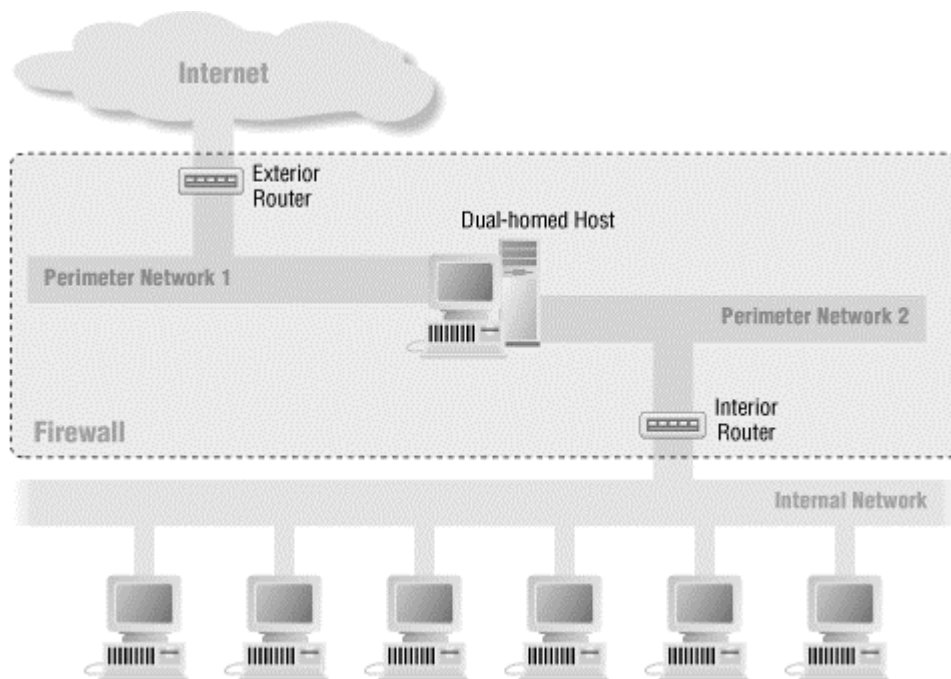 Internet
Exterior
Router
Dual-homed Host
Perimeter Network 1
Perimeter Network 2
Interior
Router
Firewall
Internal Network